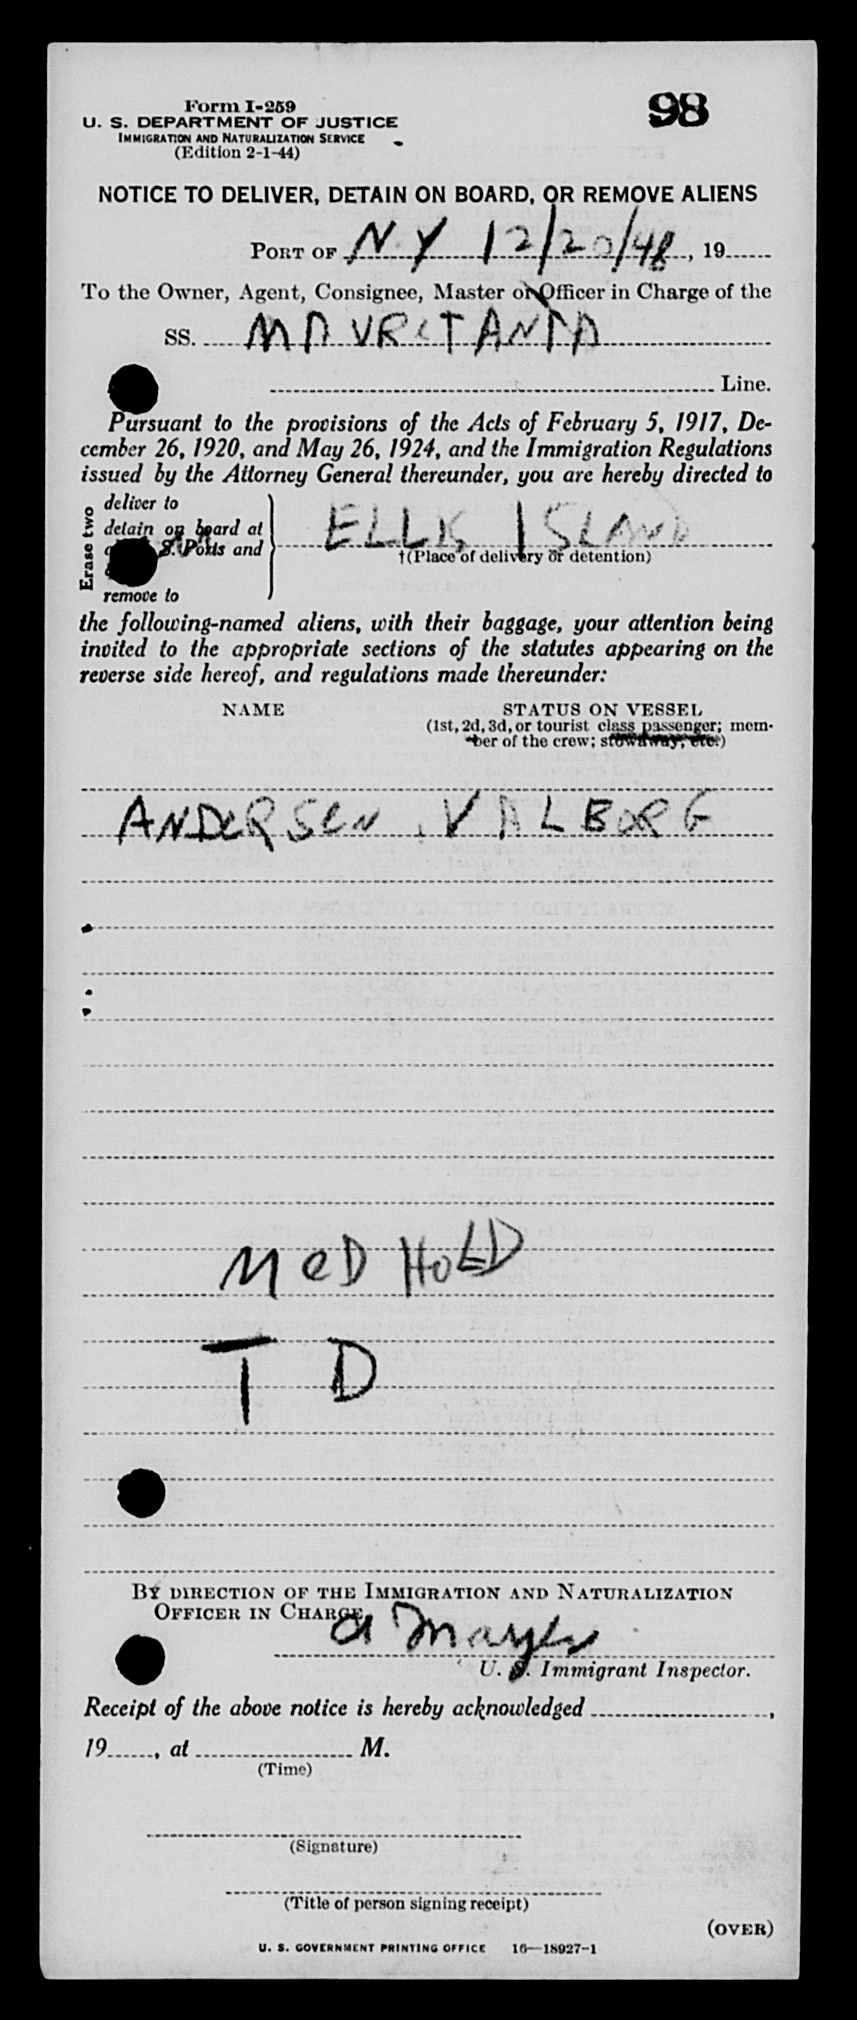 Form I-259
98
U. S. DEPARTMENT OF JUSTICE
IMMIGRATION AND NATURALIZATION SERVICE
(Edition 2-1-44)
NOTICE TO DELIVER, DETAIN ON BOARD, OR REMOVE ALIENS
PORT OF N.Y 12/20/48, 19
To the Owner, Agent, Consignee, Master or Officer in Charge of the
SS. MAURITANIA
Line.
Pursuant to the provisions of the Acts of February 5, 1917, De-
cember 26, 1920, and May 26, 1924, and the Immigration Regulations
issued by the Attorney General thereunder, you are hereby directed to
Erase two
deliver to
detain on board at
S. Ports and
remove to
ELLIS ISLAND
†(Place of delivery or detention)
the following-named aliens, with their baggage, your attention being
invited to the appropriate sections of the statutes appearing on the
reverse side hereof, and regulations made thereunder:
NAME STATUS ON VESSEL
(1st, 2d, 3d, or tourist class passenger; mem-
ber of the crew; stowaway, etc.)
ANDERSEN, VALBORG
MED HOLD
T D
BY DIRECTION OF THE IMMIGRATION AND NATURALIZATION
OFFICER IN CHARGE
U. S. Immigrant Inspector.
Receipt of the above notice is hereby acknowledged ,
19 , at M.
(Time)
(Signature)
(Title of person signing receipt)
(OVER)
U. S. GOVERNMENT PRINTING OFFICE 16—18927-1